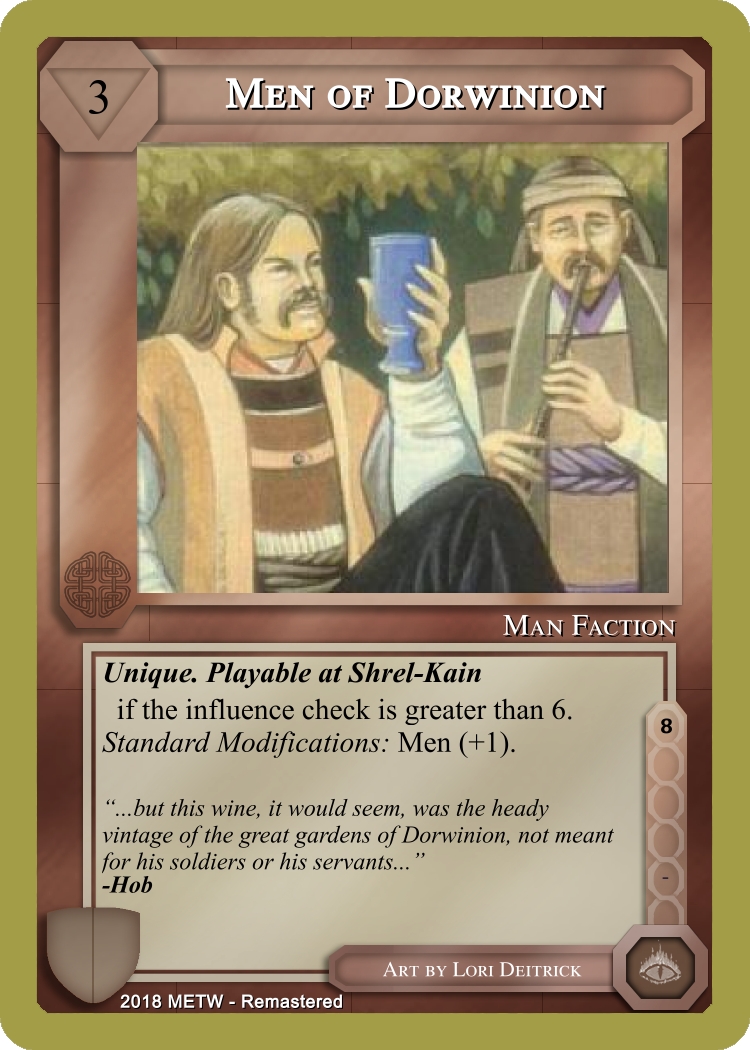 3
Men of Dorwinion
Man Faction
Unique. Playable at Shrel-Kain
if the influence check is greater than 6.
Standard Modifications: Men (+1).
8
“...but this wine, it would seem, was the heady
vintage of the great gardens of Dorwinion, not meant
for his soldiers or his servants...”
-Hob
-
Art by Lori Deitrick
2018 METW - Remastered